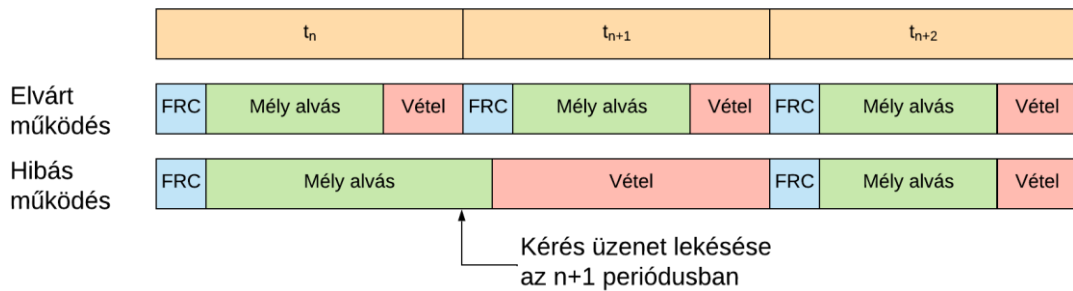 tₙ tₙ₊₁ tₙ₊₂
Elvárt
működés
FRC Mély alvás Vétel FRC Mély alvás Vétel FRC Mély alvás Vétel
Hibás
működés
FRC Mély alvás Vétel FRC Mély alvás Vétel
Kérés üzenet lekésése
az n+1 periódusban